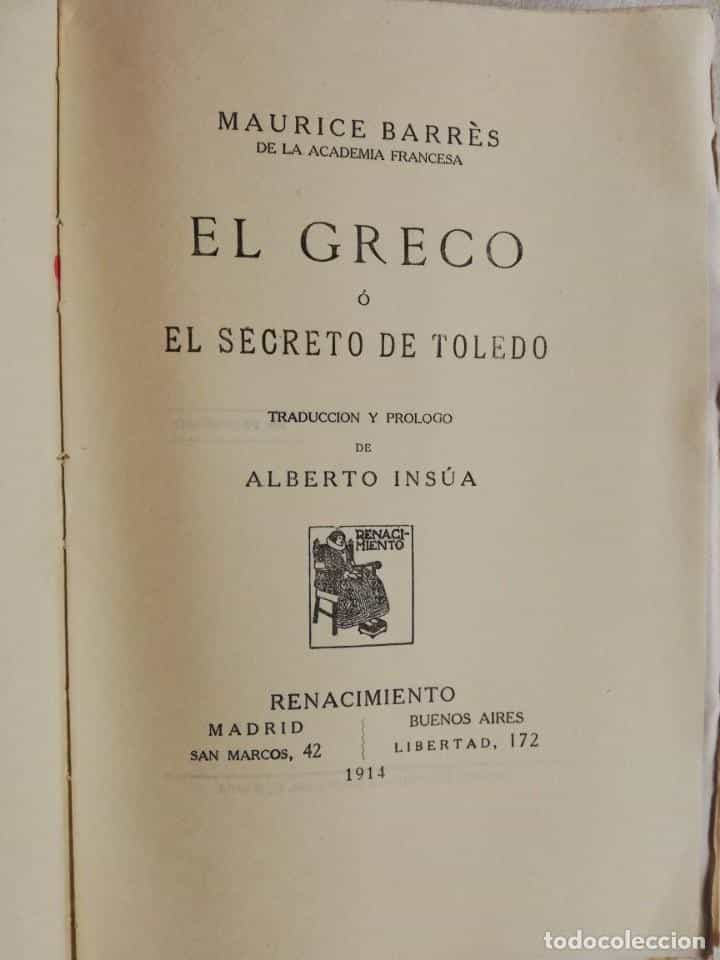 MAURICE BARRÈS
DE LA ACADEMIA FRANCESA
EL GRECO
Ó
EL SECRETO DE TOLEDO
TRADUCCION Y PROLOGO
DE
ALBERTO INSÚA
RENACI-
MIENTO
RENACIMIENTO
MADRID
SAN MARCOS, 42
BUENOS AIRES
LIBERTAD, 172
1914
todocoleccion